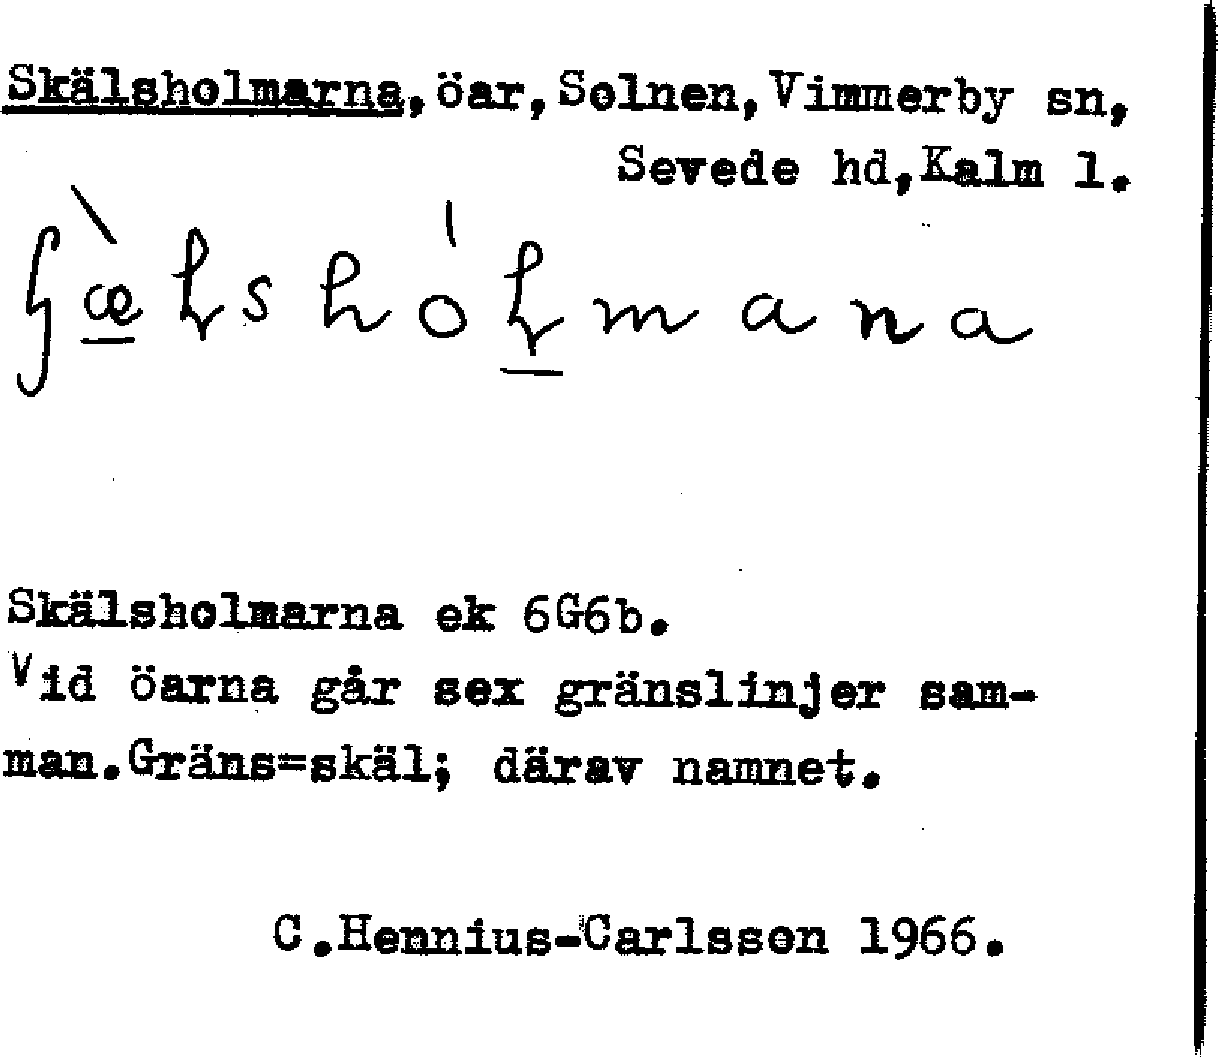 Skälsholmarna, öar, Solnen, Vimmerby sn,
Sevede hd, Kalm l.
Skälsholmarna ek 6G6b.
Vid öarna går sex gränslinjer sam-
man. Gräns=skäl; därav namnet.
C. Hennius-Carlsson 1966.